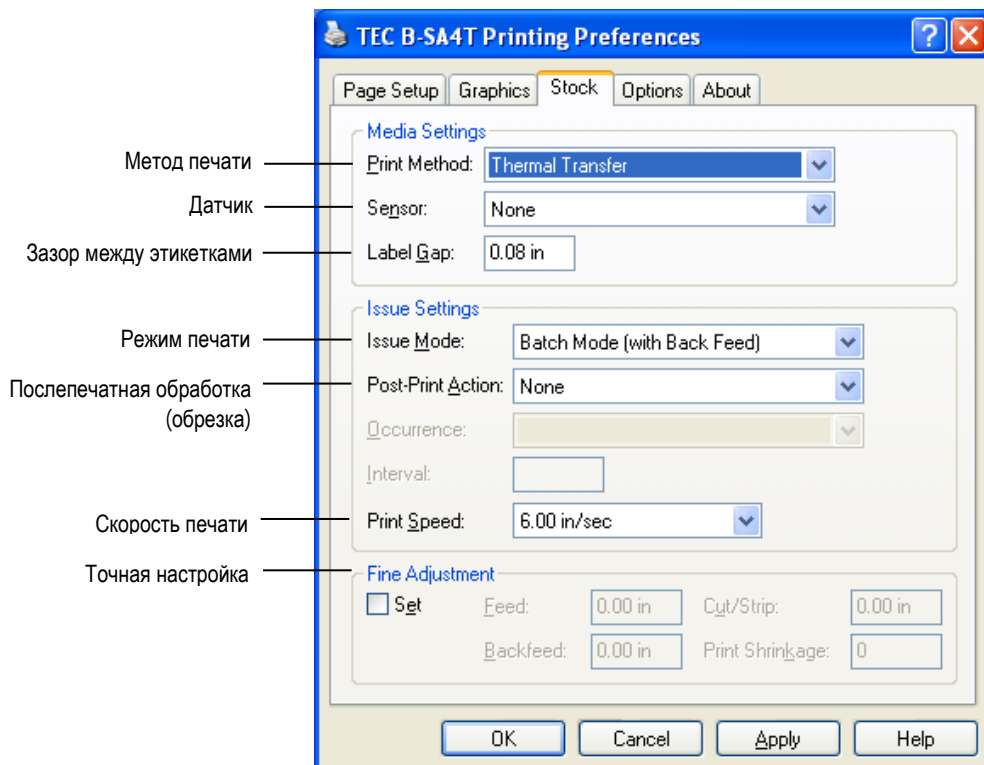 TEC B-SA4T Printing Preferences
Page Setup Graphics Stock Options About
Media Settings
Метод печати Print Method: Thermal Transfer
Датчик Sensor: None
Зазор между этикетками Label Gap: 0.08 in
Issue Settings
Режим печати Issue Mode: Batch Mode (with Back Feed)
Послепечатная обработка Post-Print Action: None
(обрезка)
Occurrence:
Interval:
Скорость печати Print Speed: 6.00 in/sec
Точная настройка Fine Adjustment
Set Feed: 0.00 in Cut/Strip: 0.00 in
Backfeed: 0.00 in Print Shrinkage: 0
OK Cancel Apply Help